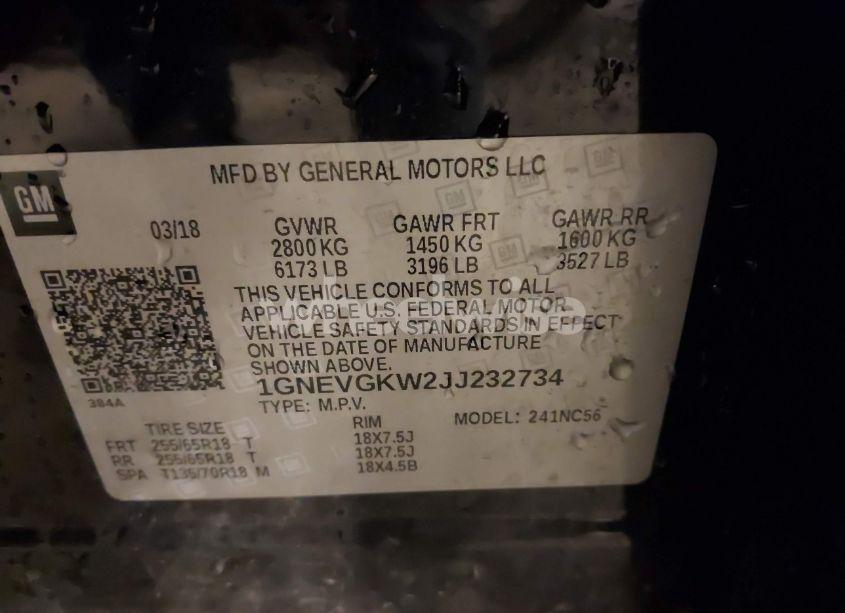 MFD BY GENERAL MOTORS LLC
GM
03/18 GVWR GAWR FRT GAWR RR
2800 KG 1450 KG 1600 KG
6173 LB 3196 LB 3527 LB
THIS VEHICLE CONFORMS TO ALL
APPLICABLE U.S. FEDERAL MOTOR
VEHICLE SAFETY STANDARDS IN EFFECT
ON THE DATE OF MANUFACTURE
SHOWN ABOVE.
1GNEVGKW2JJ232734
384A
TYPE: M.P.V. MODEL: 241NC56
TIRE SIZE RIM
FRT 255/65R18 T 18X7.5J
RR 255/65R18 T 18X7.5J
SPA T135/70R18 M 18X4.5B